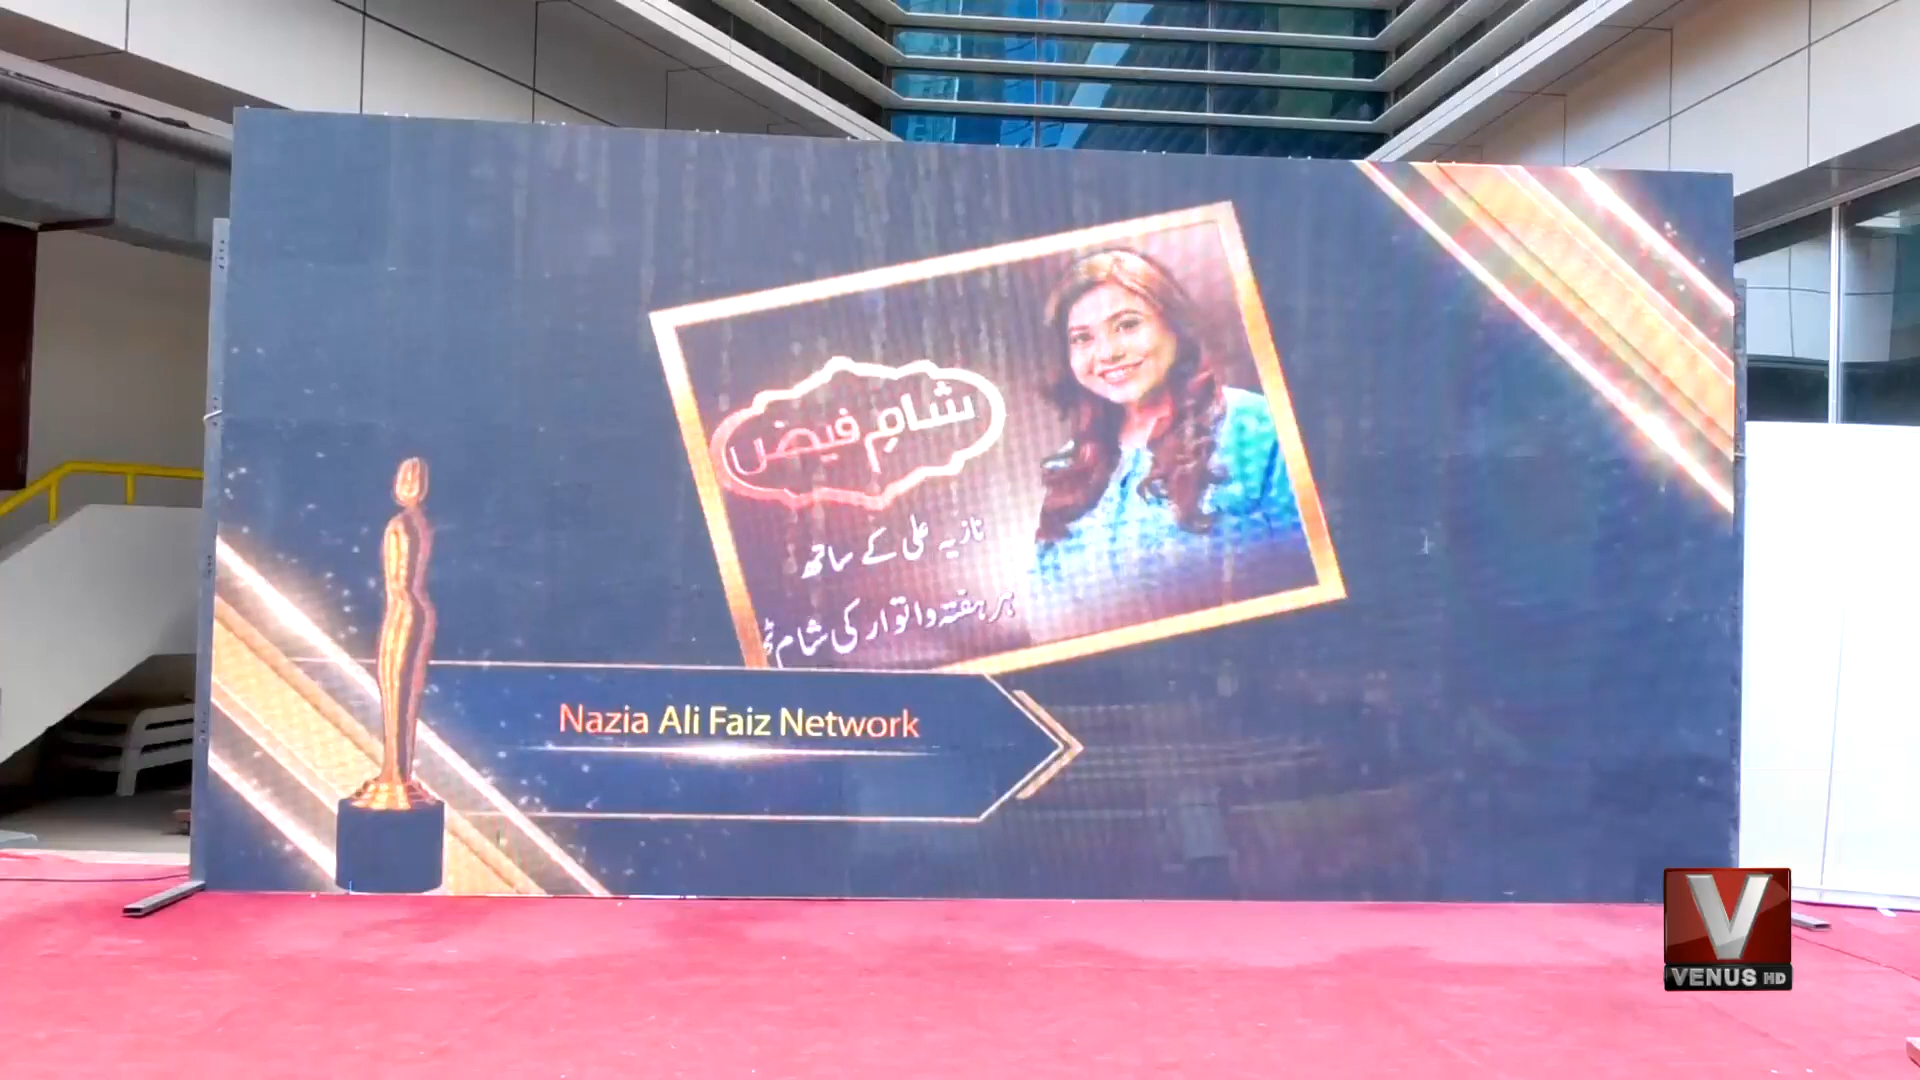 شامِ فیض
نازیہ علی کے ساتھ
ہر ہفتہ و اتوار کی شام
Nazia Ali Faiz Network
V
VENUS HD